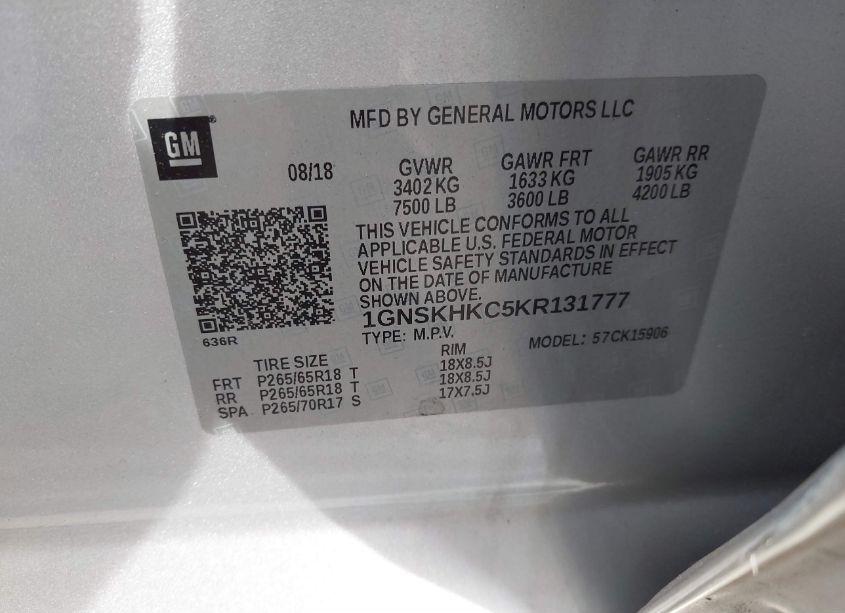 GM
MFD BY GENERAL MOTORS LLC
08/18
GVWR
3402 KG
7500 LB
GAWR FRT
1633 KG
3600 LB
GAWR RR
1905 KG
4200 LB
THIS VEHICLE CONFORMS TO ALL
APPLICABLE U.S. FEDERAL MOTOR
VEHICLE SAFETY STANDARDS IN EFFECT
ON THE DATE OF MANUFACTURE
SHOWN ABOVE.
1GNSKHKC5KR131777
TYPE: M.P.V.
MODEL: 57CK15906
636R
TIRE SIZE
RIM
FRT P265/65R18 T 18X8.5J
RR P265/65R18 T 18X8.5J
SPA P265/70R17 S 17X7.5J